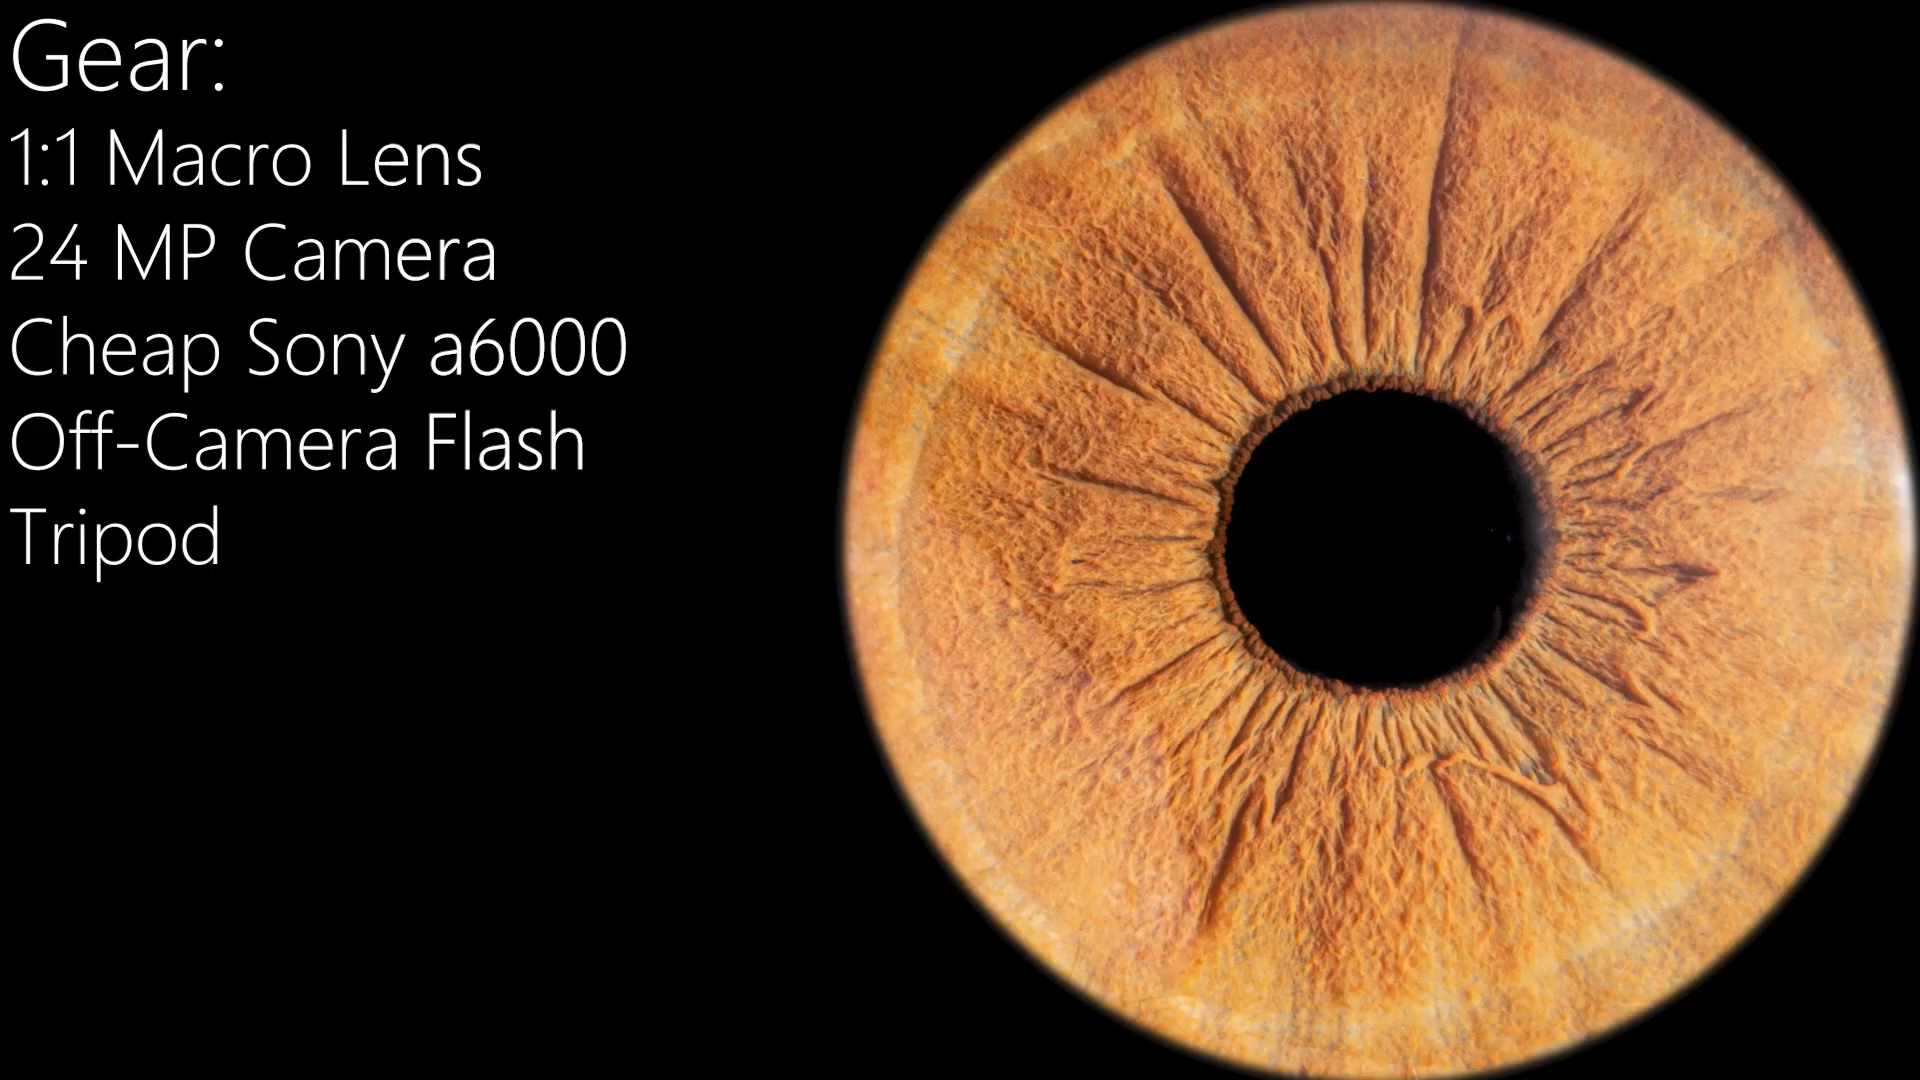 Gear:
1:1 Macro Lens
24 MP Camera
Cheap Sony a6000
Off-Camera Flash
Tripod